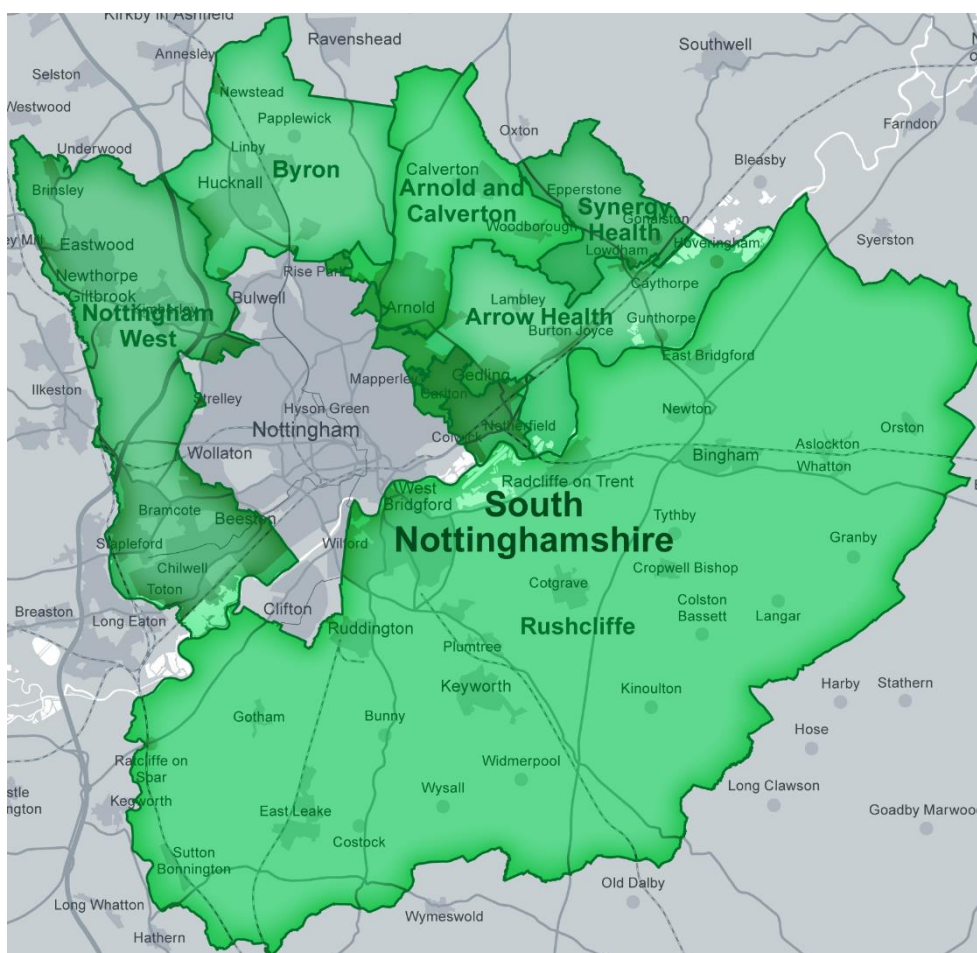 Kirkby in Ashfield
Ravenshead
Annesley
Southwell
Selston
Newstead
Westwood
Papplewick
Oxton
Farndon
Underwood
Linby
Bleasby
Byron
Calverton
Brinsley
Hucknall
Arnold and
Calverton
Epperstone
Synergy
Health
Gonalston
Woodborough
Eastwood
Lowdham
Hoveringham
Syerston
Newthorpe
Rise Park
Caythorpe
Giltbrook
Bulwell
Lambley
Kimberley
Arnold
Nottingham
West
Arrow Health
Gunthorpe
Burton Joyce
East Bridgford
Mapperley
Gedling
Ilkeston
Carlton
Strelley
Hyson Green
Newton
Nottingham
Colwick
Netherfield
Orston
Wollaton
Bingham
Aslockton
Whatton
Radcliffe on Trent
West
Bridgford
South
Nottinghamshire
Bramcote
Beeston
Tythby
Stapleford
Wilford
Granby
Chilwell
Cropwell Bishop
Toton
Cotgrave
Breaston
Clifton
Colston
Bassett
Langar
Long Eaton
Ruddington
Rushcliffe
Plumtree
Keyworth
Kinoulton
Harby
Stathern
Gotham
Bunny
Hose
Ratcliffe on
Soar
Widmerpool
Kegworth
Wysall
Long Clawson
East Leake
Goadby Marwood
Costock
Sutton
Bonnington
Old Dalby
Long Whatton
Wymeswold
Hathern